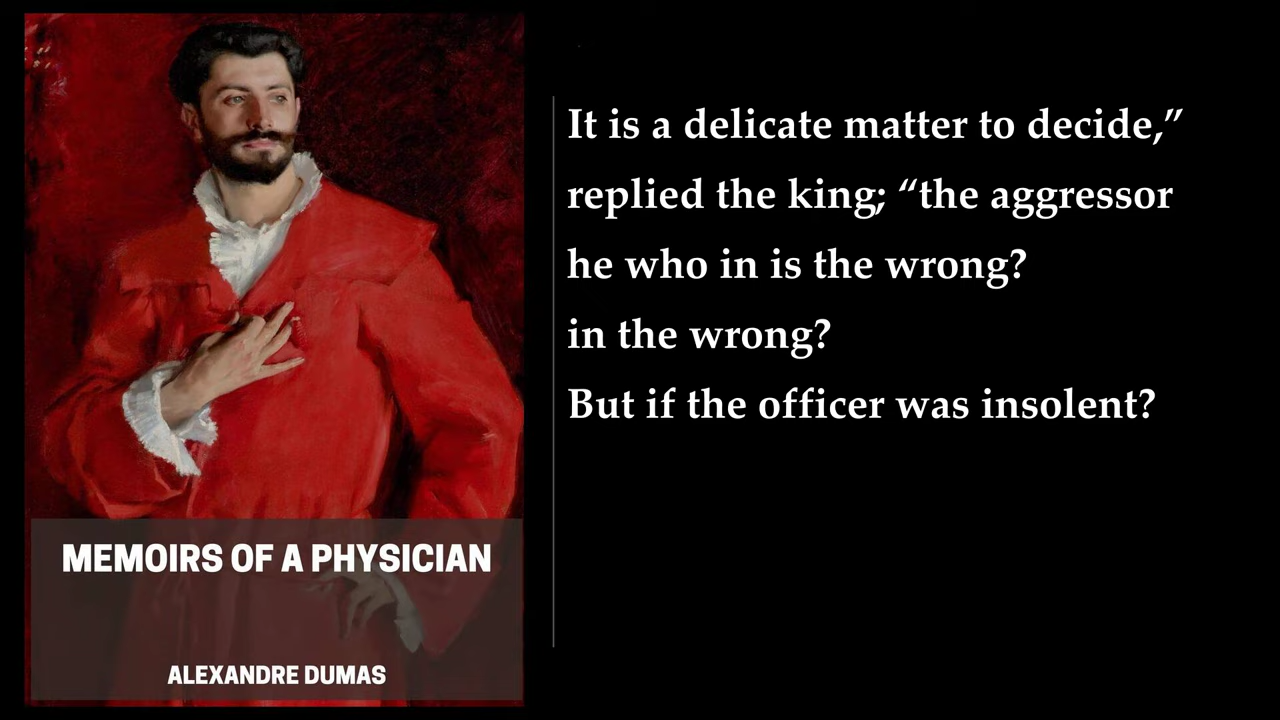 It is a delicate matter to decide,”
replied the king; “the aggressor
he who in is the wrong?
in the wrong?
But if the officer was insolent?
MEMOIRS OF A PHYSICIAN
ALEXANDRE DUMAS